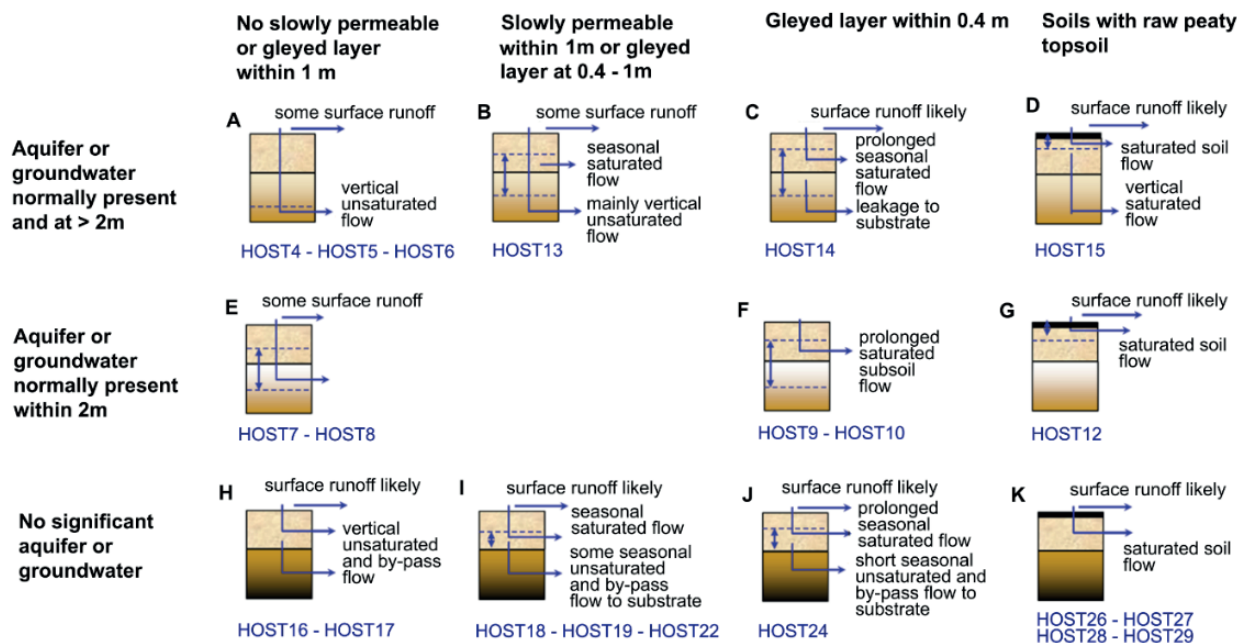 No slowly permeable
or gleyed layer
within 1 m
Slowly permeable
within 1m or gleyed
layer at 0.4 - 1m
Gleyed layer within 0.4 m
Soils with raw peaty
topsoil
Aquifer or
groundwater
normally present
and at > 2m
A
some surface runoff
vertical
unsaturated
flow
HOST4 - HOST5 - HOST6
B
some surface runoff
seasonal
saturated
flow
mainly vertical
unsaturated
flow
HOST13
C
surface runoff likely
prolonged
seasonal
saturated
flow
leakage to
substrate
HOST14
D
surface runoff likely
saturated soil
flow
vertical
saturated
flow
HOST15
Aquifer or
groundwater
normally present
within 2m
E
some surface runoff
HOST7 - HOST8
F
prolonged
saturated
subsoil
flow
HOST9 - HOST10
G
surface runoff likely
saturated soil
flow
HOST12
No significant
aquifer or
groundwater
H
surface runoff likely
vertical
unsaturated
and by-pass
flow
HOST16 - HOST17
I
surface runoff likely
seasonal
saturated flow
some seasonal
unsaturated
and by-pass
flow to substrate
HOST18 - HOST19 - HOST22
J
surface runoff likely
prolonged
seasonal
saturated flow
short seasonal
unsaturated and
by-pass flow to
substrate
HOST24
K
surface runoff likely
saturated soil
flow
HOST26 - HOST27
HOST28 - HOST29